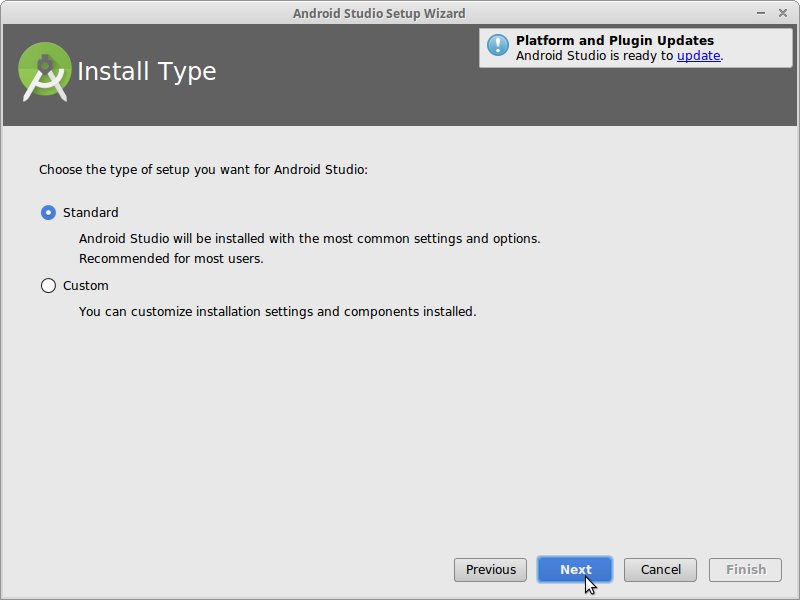 Android Studio Setup Wizard
Install Type
Platform and Plugin Updates
Android Studio is ready to update.
Choose the type of setup you want for Android Studio:
Standard
Android Studio will be installed with the most common settings and options.
Recommended for most users.
Custom
You can customize installation settings and components installed.
Previous
Next
Cancel
Finish